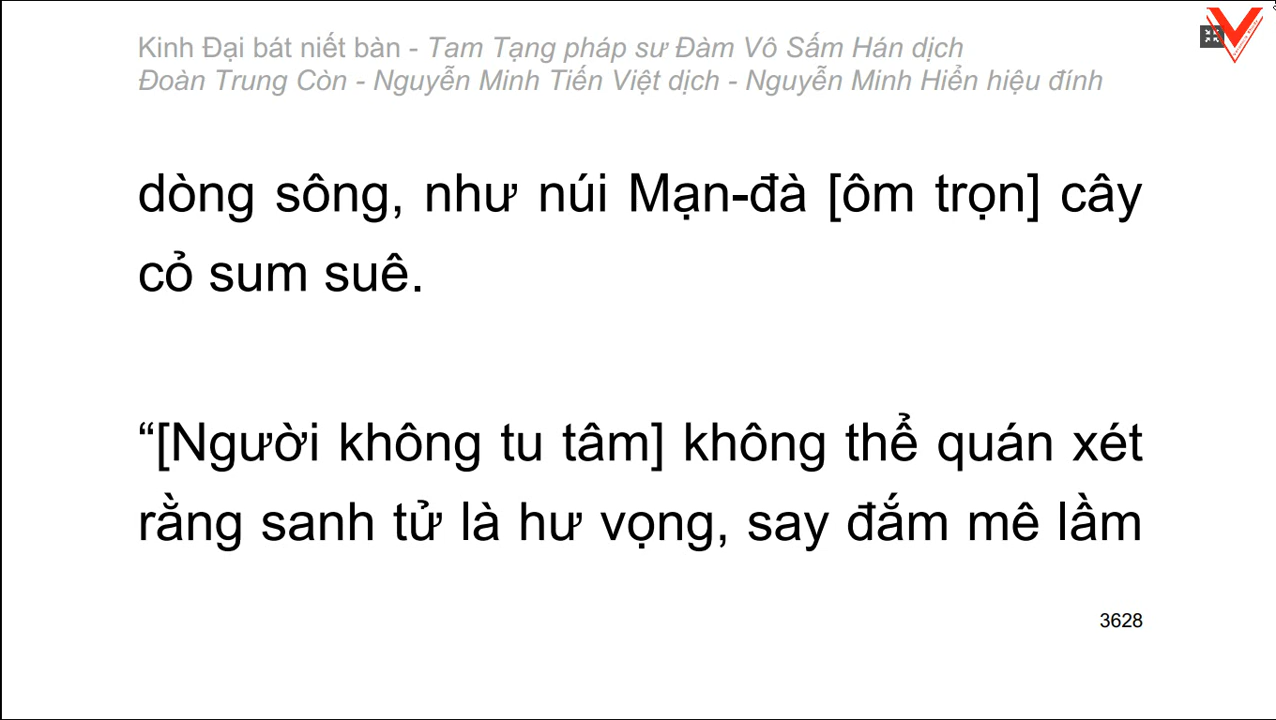 Kinh Đại bát niết bàn - Tam Tạng pháp sư Đàm Vô Sấm Hán dịch
Đoàn Trung Còn - Nguyễn Minh Tiến Việt dịch - Nguyễn Minh Hiển hiệu đính
dòng sông, như núi Mạn-đà [ôm trọn] cây
cỏ sum suê.
“[Người không tu tâm] không thể quán xét
rằng sanh tử là hư vọng, say đắm mê lầm
3628